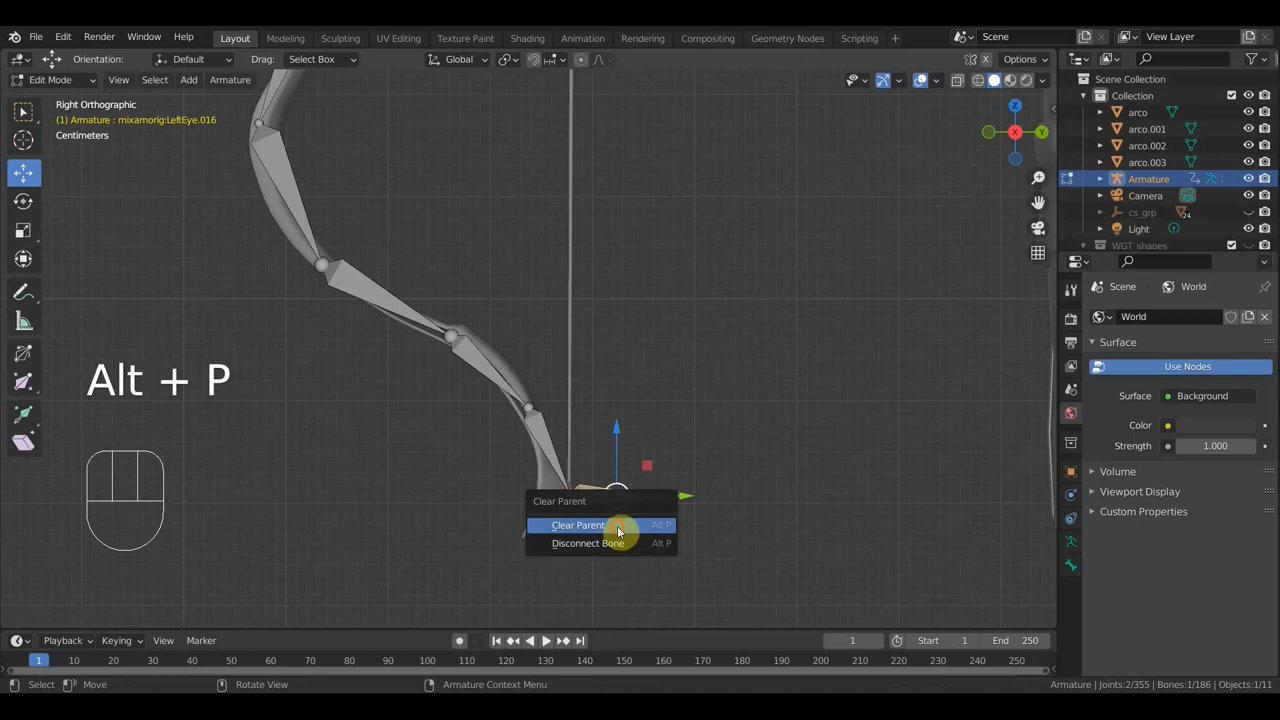 File Edit Render Window Help Layout Modeling Sculpting UV Editing Texture Paint Shading Animation Rendering Compositing Geometry Nodes Scripting + Scene View Layer
Orientation: Default Drag: Select Box Global Options
Edit Mode View Select Add Armature
Right Orthographic
(1) Armature : mixamorig:LeftEye.016
Centimeters
Z
Y
X
Scene Collection
Collection
arco
arco.001
arco.002
arco.003
Armature
Camera
cs_grp 24
Light
WGT_shapes
Scene World
World
Surface
Use Nodes
Surface Background
Color
Strength 1.000
Volume
Viewport Display
Custom Properties
Alt + P
Clear Parent
Clear Parent Alt P
Disconnect Bone Alt P
Playback Keying View Marker 1 Start 1 End 250
1 10 20 30 40 50 60 70 80 90 100 110 120 130 140 150 160 170 180 190 200 210 220 230 240 250
Select Move Rotate View Armature Context Menu Armature | Joints:2/355 | Bones:1/186 | Objects:1/11